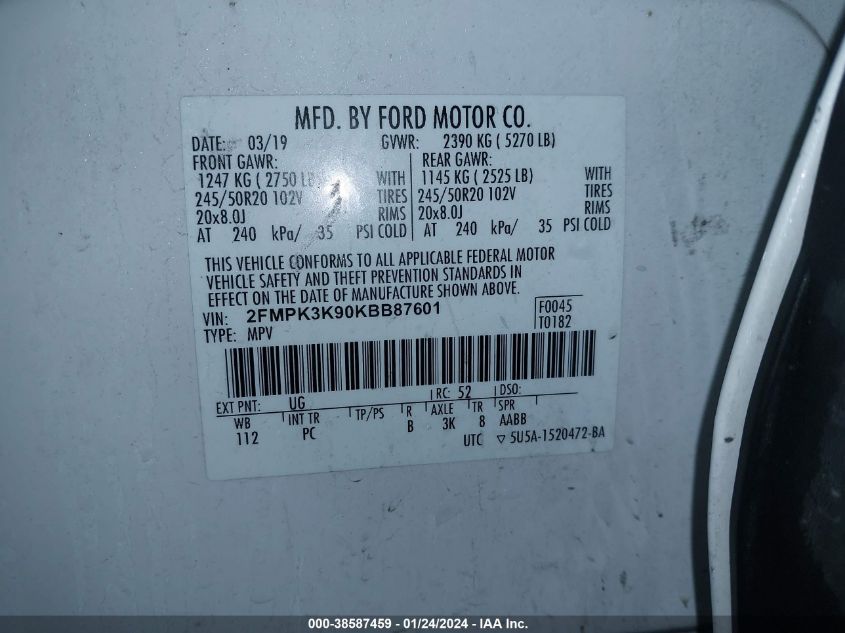 MFD. BY FORD MOTOR CO.
DATE: 03/19 GVWR: 2390 KG ( 5270 LB)
FRONT GAWR: REAR GAWR:
1247 KG ( 2750 LB WITH 1145 KG ( 2525 LB) WITH
245/50R20 102V TIRES 245/50R20 102V TIRES
20x8.0J RIMS 20x8.0J RIMS
AT 240 kPa/ 35 PSI COLD AT 240 kPa/ 35 PSI COLD
THIS VEHICLE CONFORMS TO ALL APPLICABLE FEDERAL MOTOR
VEHICLE SAFETY AND THEFT PREVENTION STANDARDS IN
EFFECT ON THE DATE OF MANUFACTURE SHOWN ABOVE.
VIN: 2FMPK3K90KBB87601 F0045
TYPE: MPV T0182
EXT PNT: UG RC: 52 DSO:
WB INT TR TP/PS R AXLE TR SPR
112 PC B 3K 8 AABB
UTC ▽ 5U5A-1520472-BA
000-38587459 - 01/24/2024 - IAA Inc.